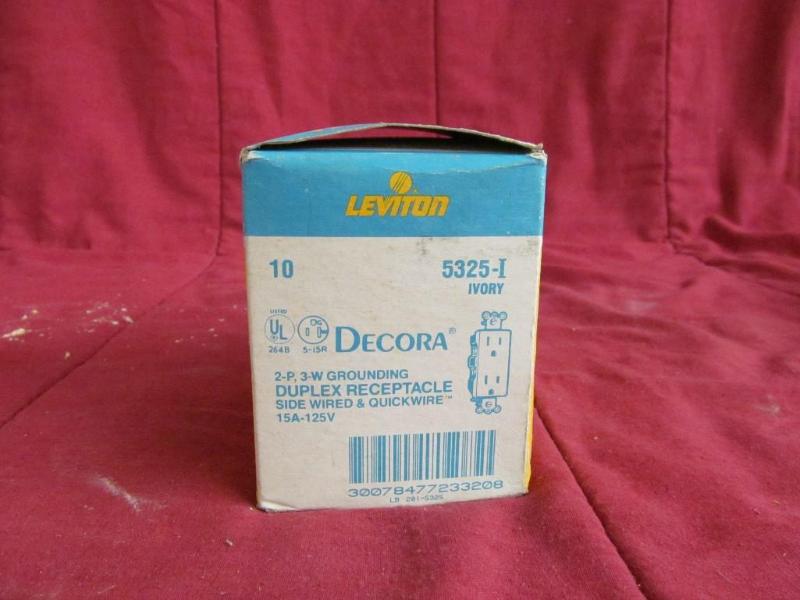 LEVITON
10
5325-I
IVORY
LISTED
UL
264B
G
5-15R
DECORA®
2-P, 3-W GROUNDING
DUPLEX RECEPTACLE
SIDE WIRED & QUICKWIRE™
15A-125V
30078477233208
LB 201-5325